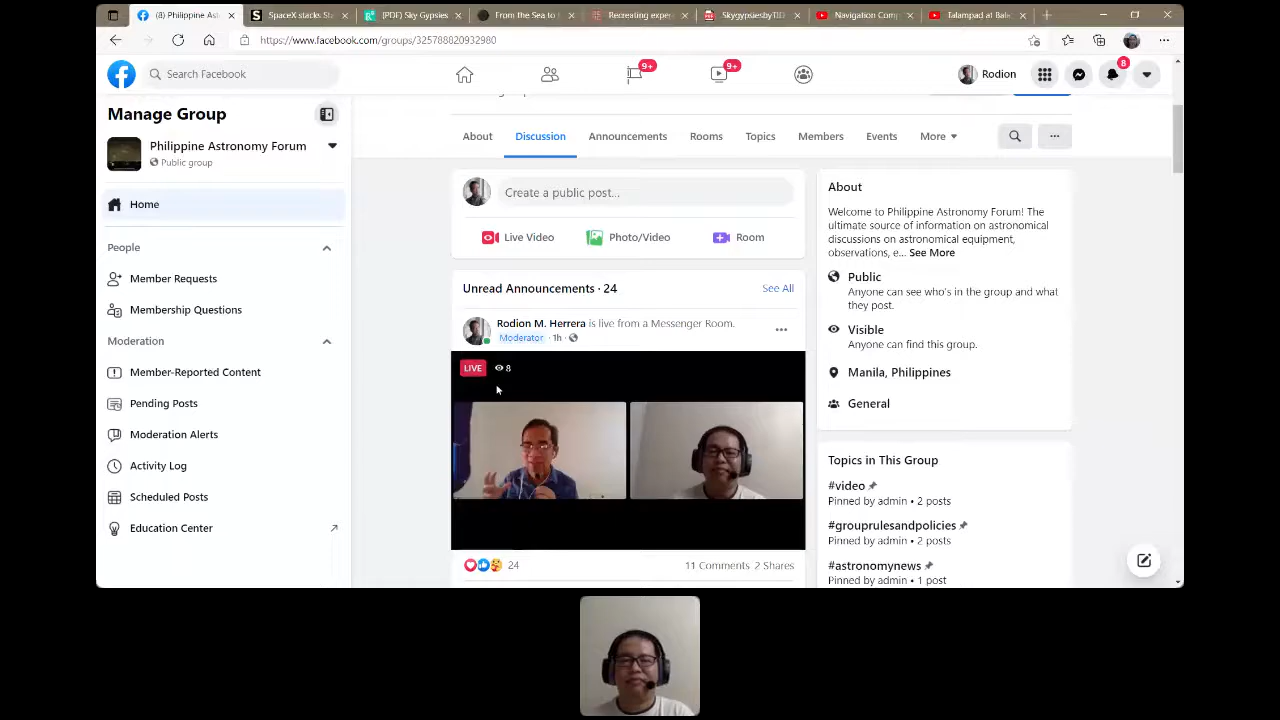 (8) Philippine Ast
SpaceX stacks St
(PDF) Sky Gypsies
From the Sea to
Recreating exper
SkygypsiesbyTID
Navigation Comp
Talampad at Bale
https://www.facebook.com/groups/325788820932980
Search Facebook
9+
9+
Rodion
8
Manage Group
Philippine Astronomy Forum
Public group
Home
People
Member Requests
Membership Questions
Moderation
Member-Reported Content
Pending Posts
Moderation Alerts
Activity Log
Scheduled Posts
Education Center
About
Discussion
Announcements
Rooms
Topics
Members
Events
More
Create a public post...
Live Video
Photo/Video
Room
Unread Announcements · 24
See All
Rodion M. Herrera is live from a Messenger Room.
Moderator · 1h ·
LIVE
8
24
11 Comments 2 Shares
About
Welcome to Philippine Astronomy Forum! The
ultimate source of information on astronomical
discussions on astronomical equipment,
observations, e... See More
Public
Anyone can see who's in the group and what
they post.
Visible
Anyone can find this group.
Manila, Philippines
General
Topics in This Group
#video
Pinned by admin • 2 posts
#grouprulesandpolicies
Pinned by admin • 2 posts
#astronomynews
Pinned by admin • 1 post